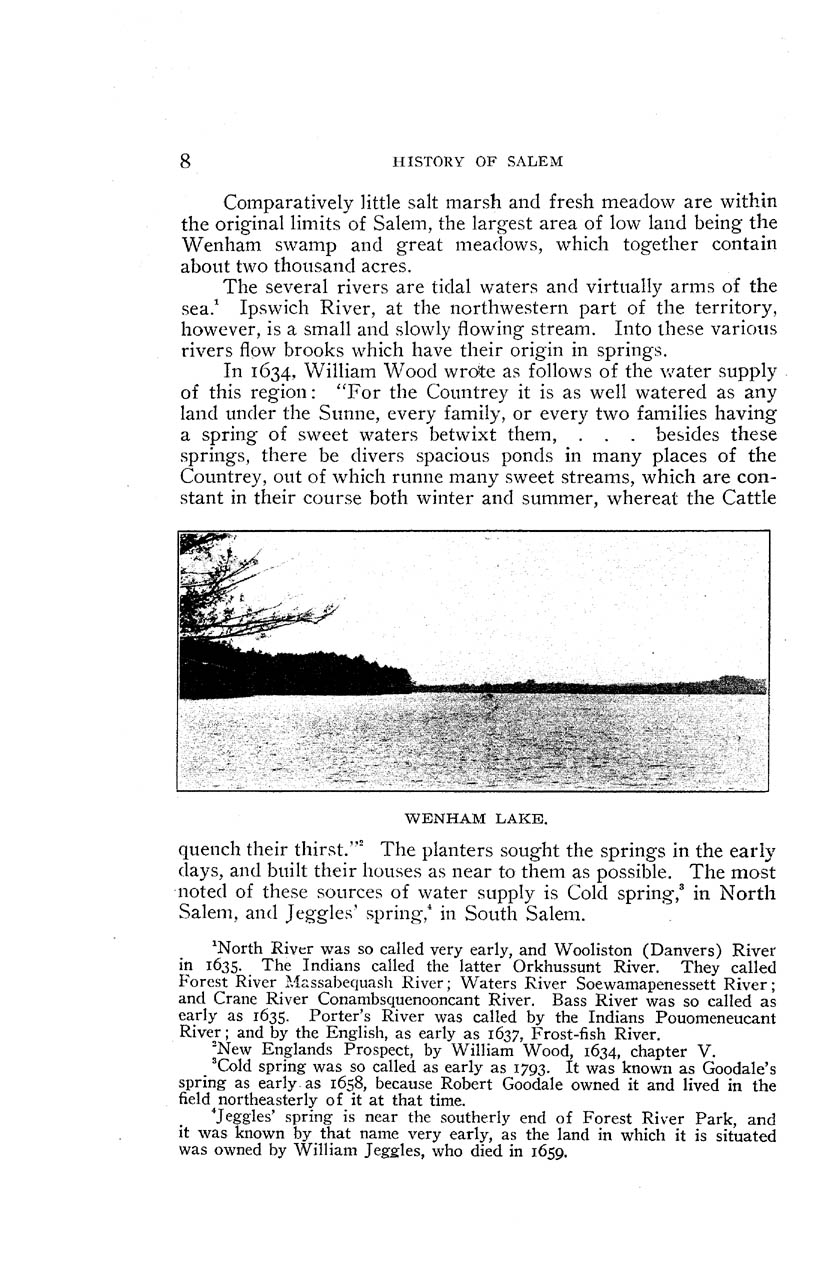 8 HISTORY OF SALEM
Comparatively little salt marsh and fresh meadow are within
the original limits of Salem, the largest area of low land being the
Wenham swamp and great meadows, which together contain
about two thousand acres.
The several rivers are tidal waters and virtually arms of the
sea.¹ Ipswich River, at the northwestern part of the territory,
however, is a small and slowly flowing stream. Into these various
rivers flow brooks which have their origin in springs.
In 1634, William Wood wrote as follows of the water supply
of this region: "For the Countrey it is as well watered as any
land under the Sunne, every family, or every two families having
a spring of sweet waters betwixt them, . . . besides these
springs, there be divers spacious ponds in many places of the
Countrey, out of which runne many sweet streams, which are con-
stant in their course both winter and summer, whereat the Cattle
WENHAM LAKE.
quench their thirst."² The planters sought the springs in the early
days, and built their houses as near to them as possible. The most
noted of these sources of water supply is Cold spring,³ in North
Salem, and Jeggles' spring,⁴ in South Salem.
¹North River was so called very early, and Wooliston (Danvers) River
in 1635. The Indians called the latter Orkhussunt River. They called
Forest River Massabequash River; Waters River Soewamapenessett River;
and Crane River Conambsquenooncant River. Bass River was so called as
early as 1635. Porter's River was called by the Indians Pouomeneucant
River; and by the English, as early as 1637, Frost-fish River.
²New Englands Prospect, by William Wood, 1634, chapter V.
³Cold spring was so called as early as 1793. It was known as Goodale's
spring as early as 1658, because Robert Goodale owned it and lived in the
field northeasterly of it at that time.
⁴Jeggles' spring is near the southerly end of Forest River Park, and
it was known by that name very early, as the land in which it is situated
was owned by William Jeggles, who died in 1659.